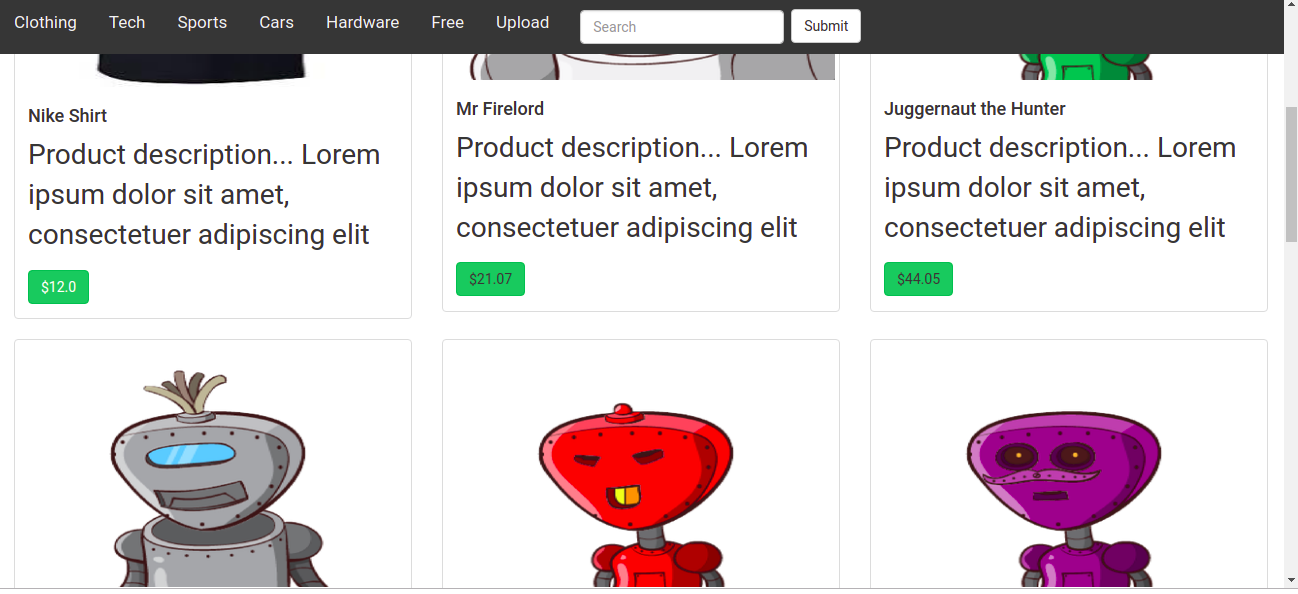 Clothing Tech Sports Cars Hardware Free Upload Search Submit
Nike Shirt
Product description... Lorem
ipsum dolor sit amet,
consectetuer adipiscing elit
$12.0
Mr Firelord
Product description... Lorem
ipsum dolor sit amet,
consectetuer adipiscing elit
$21.07
Juggernaut the Hunter
Product description... Lorem
ipsum dolor sit amet,
consectetuer adipiscing elit
$44.05